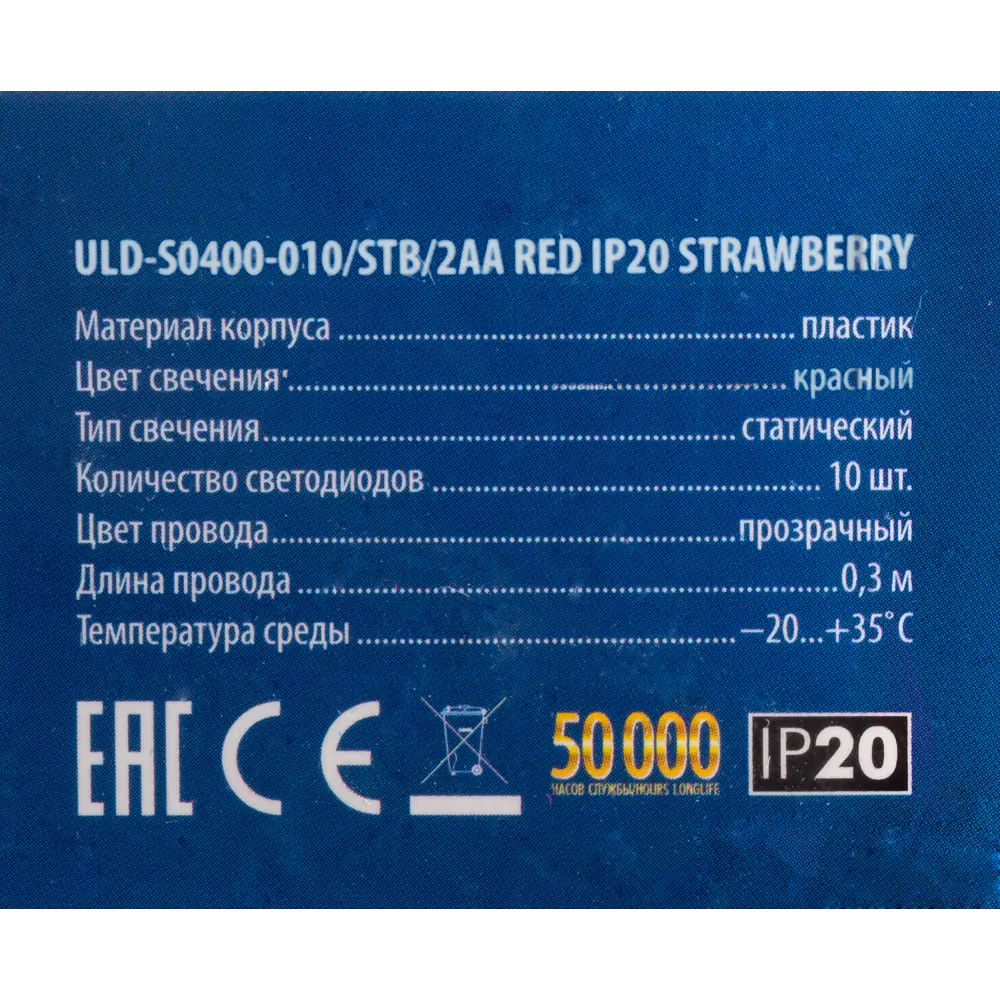 ULD-S0400-010/STB/2AA RED IP20 STRAWBERRY
Материал корпуса ........................................................ пластик
Цвет свечения ........................................................ красный
Тип свечения ........................................................ статический
Количество светодиодов ........................................................ 10 шт.
Цвет провода ........................................................ прозрачный
Длина провода ........................................................ 0,3 м
Температура среды ........................................................ −20...+35˚С
EAC CE 50 000 IP20
ЧАСОВ СЛУЖБЫ/HOURS LONGLIFE